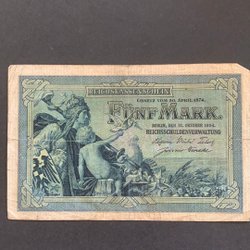 REICHSKASSENSCHEIN
GESETZ VOM 30. APRIL 1874.
FÜNF MARK.
BERLIN, DEN 31. OKTOBER 1904.
REICHSSCHULDENVERWALTUNG